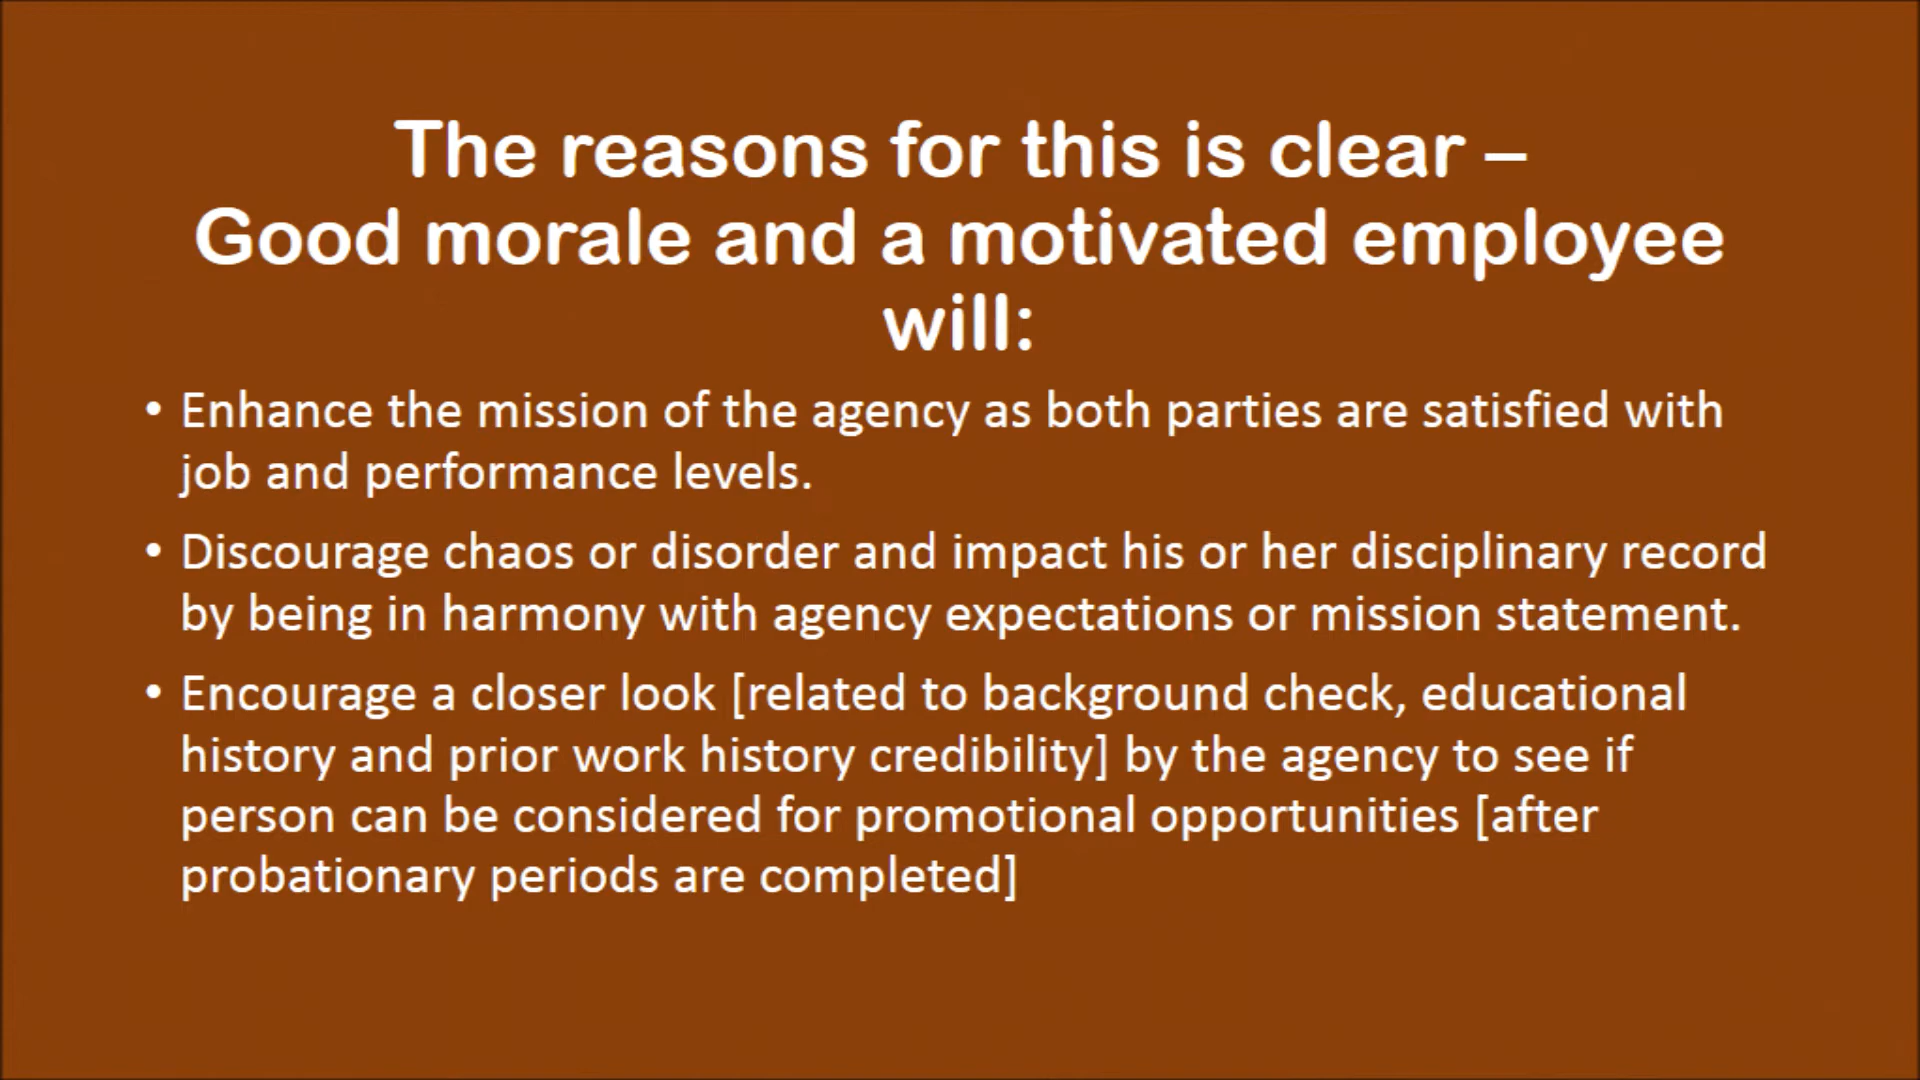 The reasons for this is clear –
Good morale and a motivated employee
will:
• Enhance the mission of the agency as both parties are satisfied with
job and performance levels.
• Discourage chaos or disorder and impact his or her disciplinary record
by being in harmony with agency expectations or mission statement.
• Encourage a closer look [related to background check, educational
history and prior work history credibility] by the agency to see if
person can be considered for promotional opportunities [after
probationary periods are completed]